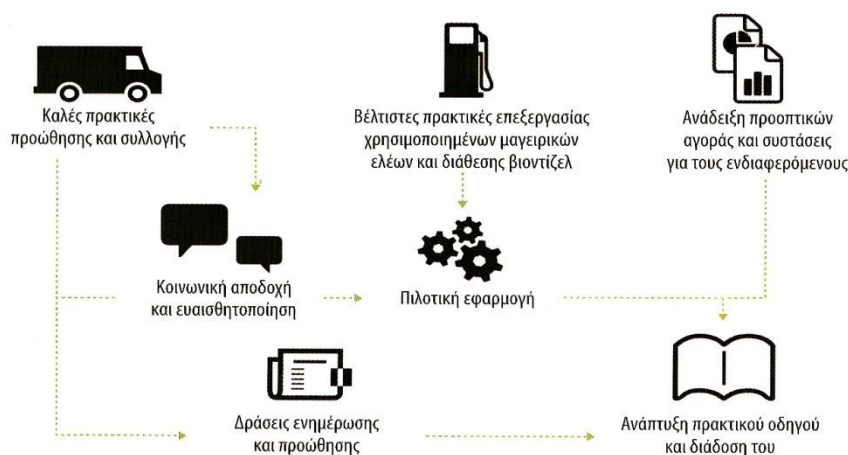 Καλές πρακτικές
προώθησης και συλλογής
Βέλτιστες πρακτικές επεξεργασίας
χρησιμοποιημένων μαγειρικών
ελέων και διάθεσης βιοντίζελ
Ανάδειξη προοπτικών
αγοράς και συστάσεις
για τους ενδιαφερόμενους
Κοινωνική αποδοχή
και ευαισθητοποίηση
Πιλοτική εφαρμογή
Δράσεις ενημέρωσης
και προώθησης
Ανάπτυξη πρακτικού οδηγού
και διάδοση του